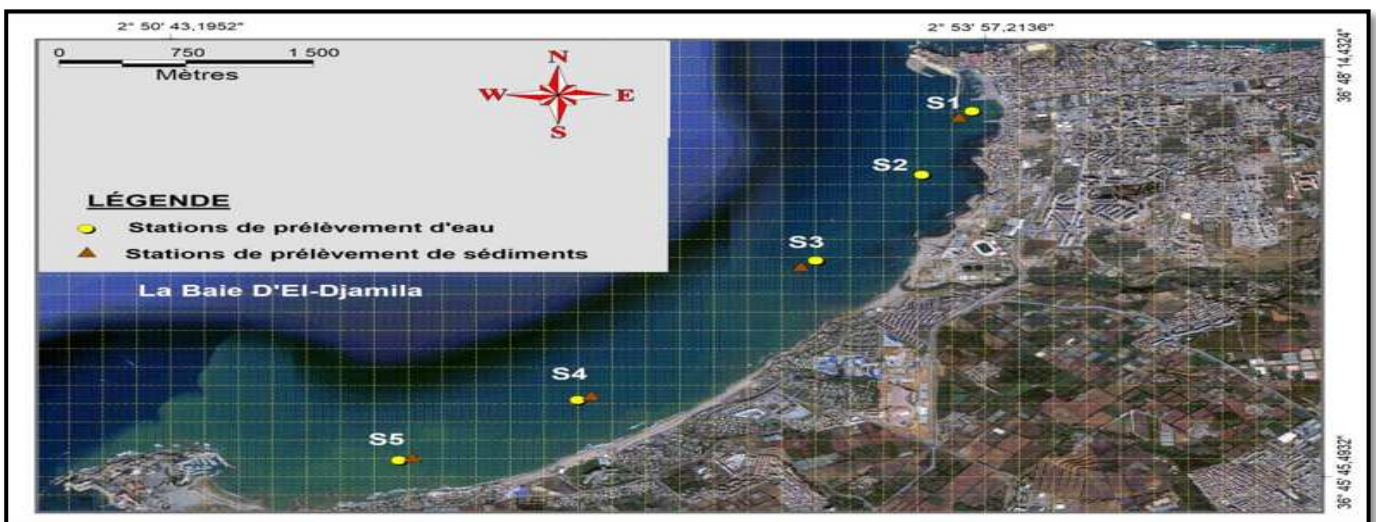 2° 50' 43,1952"
2° 53' 57,2136"
0 750 1 500
Mètres
N
W E
S
36° 48' 14,4324"
S1
S2
LÉGENDE
Stations de prélèvement d'eau
Stations de prélèvement de sédiments
S3
La Baie D'El-Djamila
S4
S5
36° 45' 45,4932"